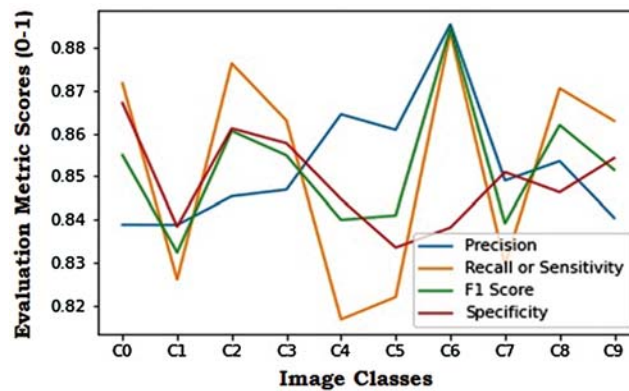 Evaluation Metric Scores (0-1)
0.88
0.87
0.86
0.85
0.84
0.83
0.82
Precision
Recall or Sensitivity
F1 Score
Specificity
C0 C1 C2 C3 C4 C5 C6 C7 C8 C9
Image Classes